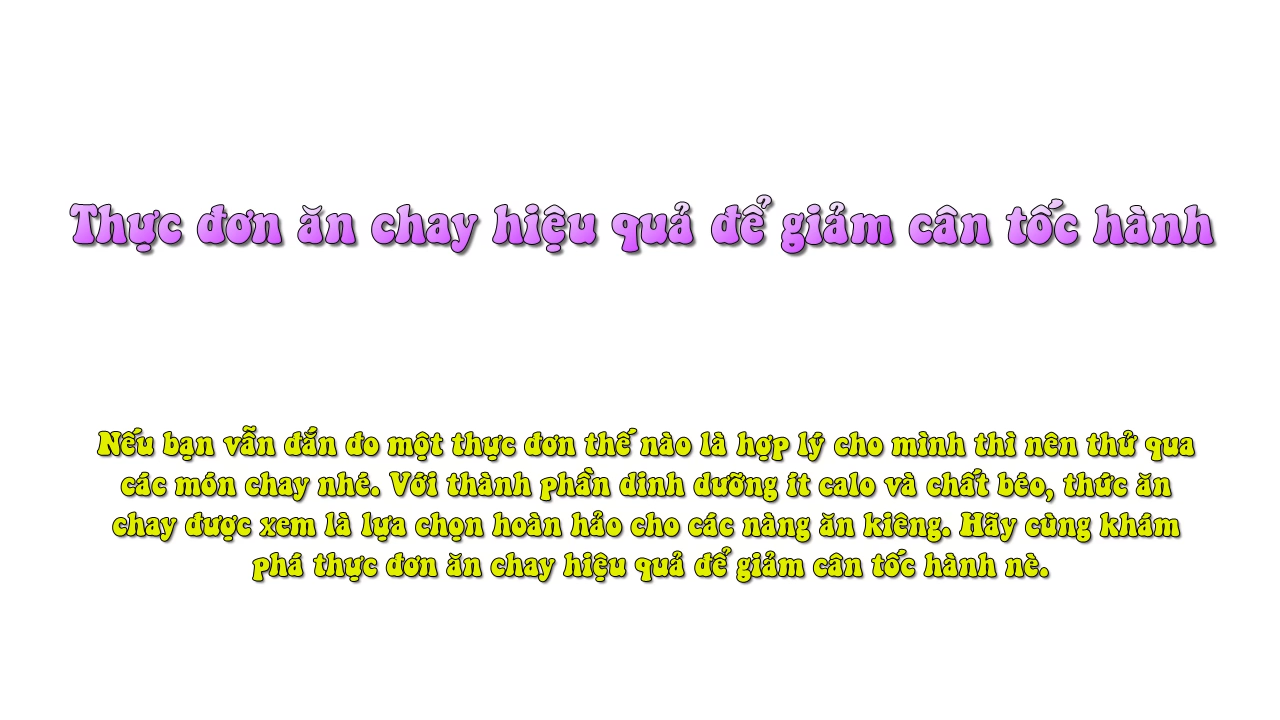 Thực đơn ăn chay hiệu quả để giảm cân tốc hành
Nếu bạn vẫn đắn đo một thực đơn thế nào là hợp lý cho mình thì nên thử qua
các món chay nhé. Với thành phần dinh dưỡng ít calo và chất béo, thức ăn
chay được xem là lựa chọn hoàn hảo cho các nàng ăn kiêng. Hãy cùng khám
phá thực đơn ăn chay hiệu quả để giảm cân tốc hành nè.